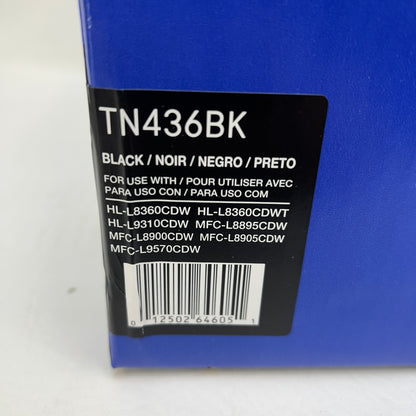 TN436BK
BLACK / NOIR / NEGRO / PRETO
FOR USE WITH / POUR UTILISER AVEC
PARA USO CON / PARA USO COM
HL-L8360CDW HL-L8360CDWT
HL-L9310CDW MFC-L8895CDW
MFC-L8900CDW MFC-L8905CDW
MFC-L9570CDW
0 12502 64605 1